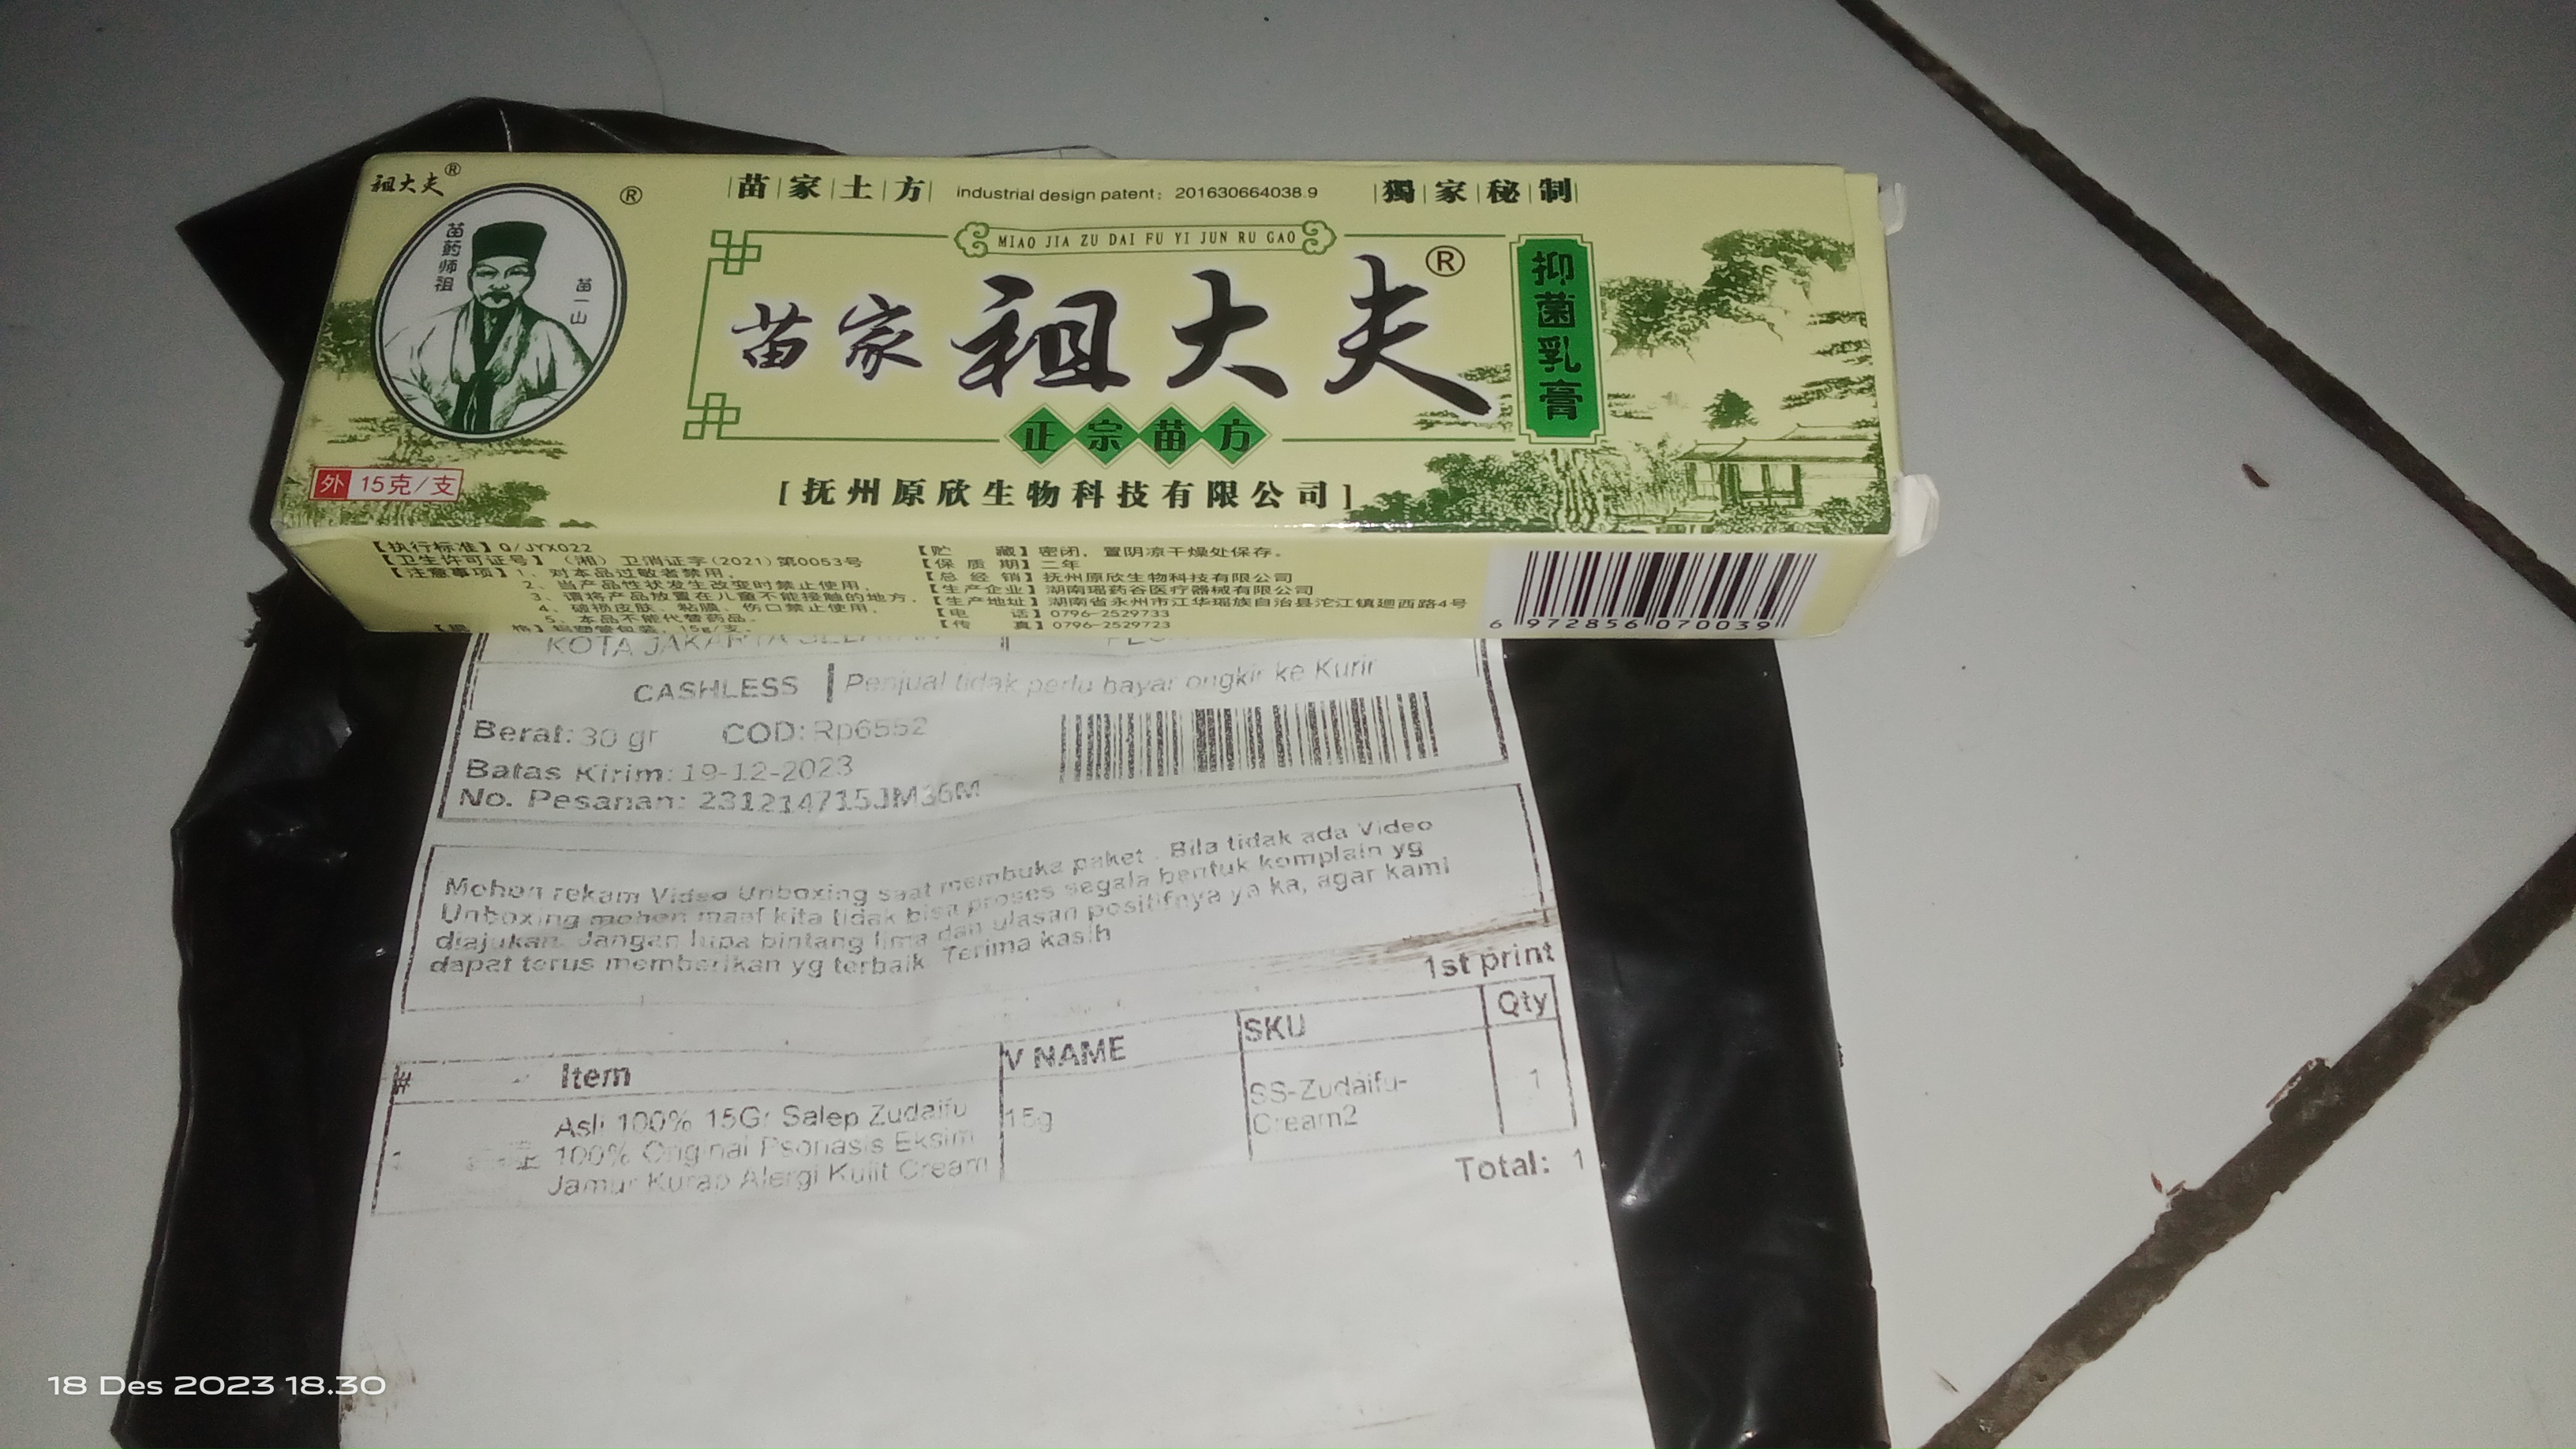 祖大夫®
®
苗药师祖
苗一山
苗家土方
industrial design patent: 201630664038.9
獨家秘制
MIAO JIA ZU DAI FU YI JUN RU GAO
苗家祖大夫®
抑菌乳膏
正宗苗方
外 15克/支
[抚州原欣生物科技有限公司]
【执行标准】Q/JYX022
【卫生许可证号】(湘)卫消证字(2021)第0053号
【注意事项】1、对本品过敏者禁用。
2、当产品性状发生改变时禁止使用。
3、请将产品放置在儿童不能接触的地方。
4、破损皮肤、粘膜、伤口禁止使用。
5、本品不能代替药品。
15g/支。
【贮 藏】密闭，置阴凉干燥处保存。
【保质期】二年
【总经销】抚州原欣生物科技有限公司
【生产企业】湖南瑶药谷医疗器械有限公司
【生产地址】湖南省永州市江华瑶族自治县沱江镇迴西路4号
【电 话】0796-2529733
【传 真】0796-2529723
6 972856 070039
KOTA JAKARTA SELATAN
CASHLESS
Penjual tidak perlu bayar ongkir ke Kurir
Berat: 30 gr
COD: Rp6552
Batas Kirim: 19-12-2023
No. Pesanan: 231214715JM36M
Mohon rekam Video Unboxing saat membuka paket . Bila tidak ada Video
Unboxing mohon maaf kita tidak bisa proses segala bentuk komplain yg
diajukan. Jangan lupa bintang lima dan ulasan positifnya ya ka, agar kami
dapat terus memberikan yg terbaik. Terima kasih
1st print
# Item V NAME SKU Qty
Asli 100% 15Gr Salep Zudaifu
100% Original Psoriasis Eksim
Jamur Kurap Alergi Kulit Cream
15g
SS-Zudaifu-
Cream2
1
Total: 1
18 Des 2023 18.30